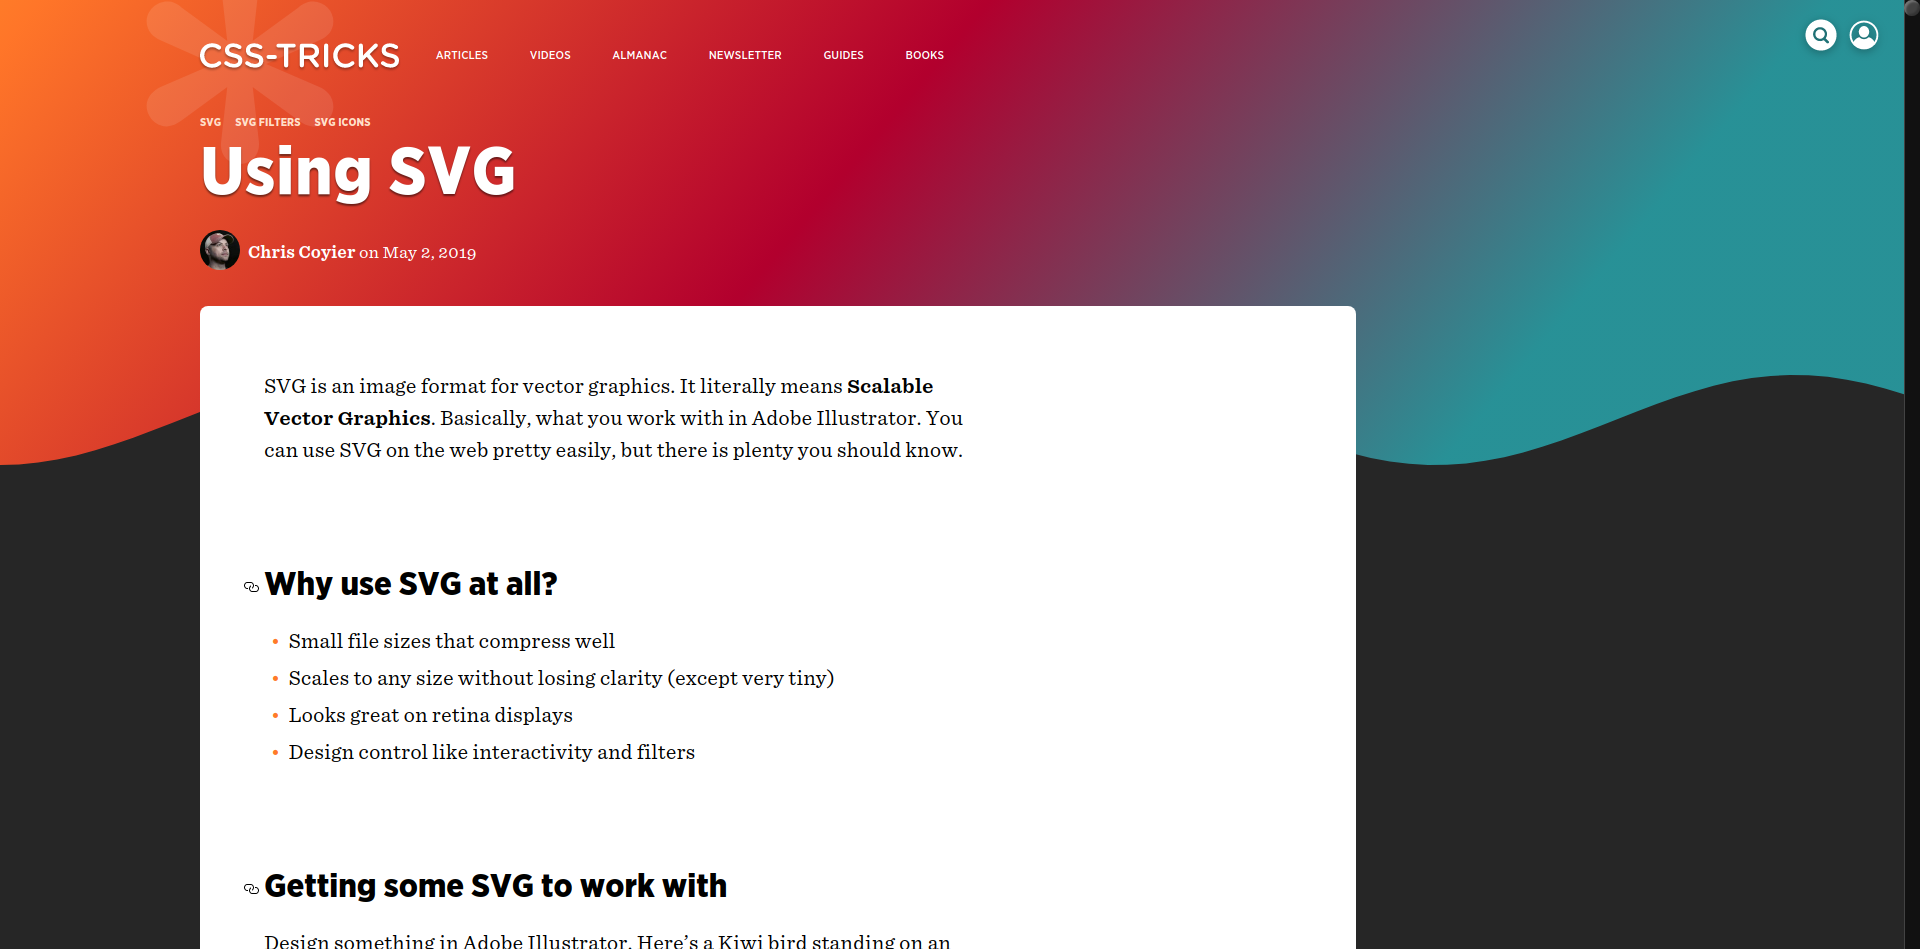 CSS-TRICKS
ARTICLES VIDEOS ALMANAC NEWSLETTER GUIDES BOOKS
SVG SVG FILTERS SVG ICONS
Using SVG
Chris Coyier on May 2, 2019
SVG is an image format for vector graphics. It literally means Scalable
Vector Graphics. Basically, what you work with in Adobe Illustrator. You
can use SVG on the web pretty easily, but there is plenty you should know.
Why use SVG at all?
• Small file sizes that compress well
• Scales to any size without losing clarity (except very tiny)
• Looks great on retina displays
• Design control like interactivity and filters
Getting some SVG to work with
Design something in Adobe Illustrator. Here’s a Kiwi bird standing on an